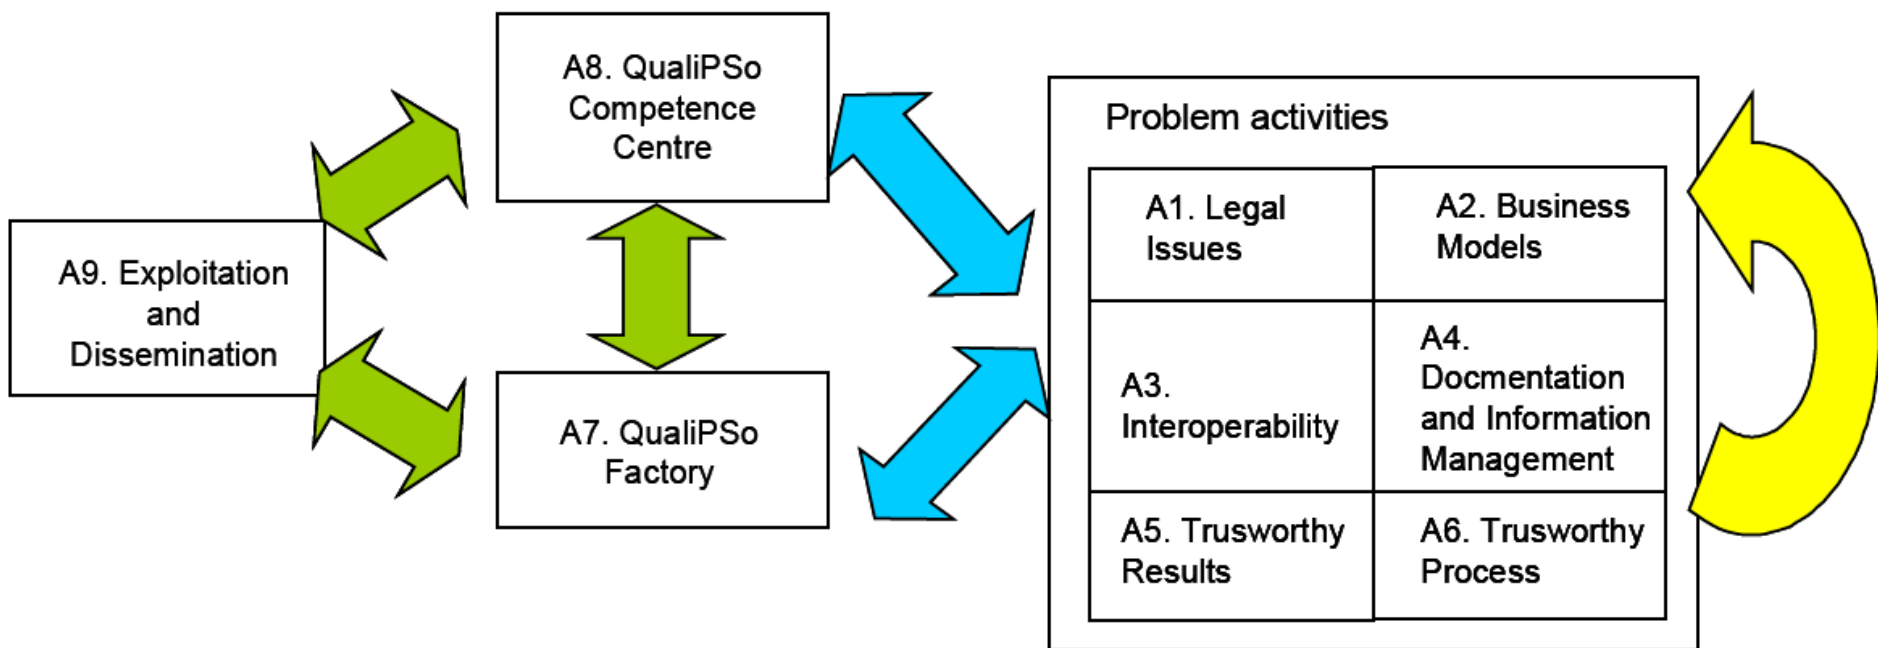 A8. QualiPSo
Competence
Centre
Problem activities
A1. Legal
Issues
A2. Business
Models
A9. Exploitation
and
Dissemination
A3.
Interoperability
A4.
Docmentation
and Information
Management
A7. QualiPSo
Factory
A5. Trusworthy
Results
A6. Trusworthy
Process